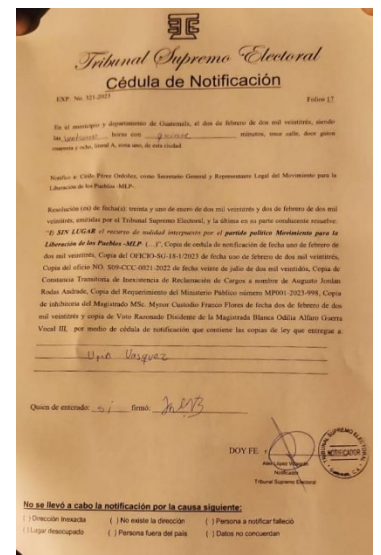 Tribunal Supremo Electoral
Cédula de Notificación
EXP. No. 321-2023
Folios 17
En el municipio y departamento de Guatemala, el dos de febrero de dos mil veintitrés, siendo
las horas con quince minutos, trece calle, doce guion
cuarenta y ocho, literal A, zona uno, de esta ciudad.
Notifico a: Cirilo Pérez Ordóñez, como Secretario General y Representante Legal del Movimiento para la
Liberación de los Pueblos -MLP-
Resolución (es) de fecha(s): treinta y uno de enero de dos mil veintitrés y dos de febrero de dos mil
veintitrés, emitidas por el Tribunal Supremo Electoral, y la última en su parte conducente resuelve:
"I) SIN LUGAR el recurso de nulidad interpuesto por el partido político Movimiento para la
Liberación de los Pueblos -MLP (…)", Copia de cedula de notificación de fecha uno de febrero de
dos mil veintitrés, Copia del OFICIO-SG-18-1/2023 de fecha uno de febrero de dos mil veintitrés,
Copia del oficio NO. S09-CCC-0021-2022 de fecha veinte de julio de dos mil veintidós, Copia de
Constancia Transitoria de Inexistencia de Reclamación de Cargos a nombre de Augusto Jordan
Rodas Andrade, Copia del Requerimiento del Ministerio Público número MP001-2023-998, Copia
de inhibitoria del Magistrado MSc. Mynor Custodio Franco Flores de fecha dos de febrero de dos
mil veintitrés y copia de Voto Razonado Disidente de la Magistrada Blanca Odilia Alfaro Guerra
Vocal III, por medio de cédula de notificación que contiene las copias de ley que entregue a:
Vasquez
Quien de enterado: si firmó:
DOY FE
Notificador
Tribunal Supremo Electoral
NOTIFICADOR
No se llevó a cabo la notificación por la causa siguiente:
( ) Dirección Inexacta ( ) No existe la dirección ( ) Persona a notificar falleció
( ) Lugar desocupado ( ) Persona fuera del país ( ) Datos no concuerdan